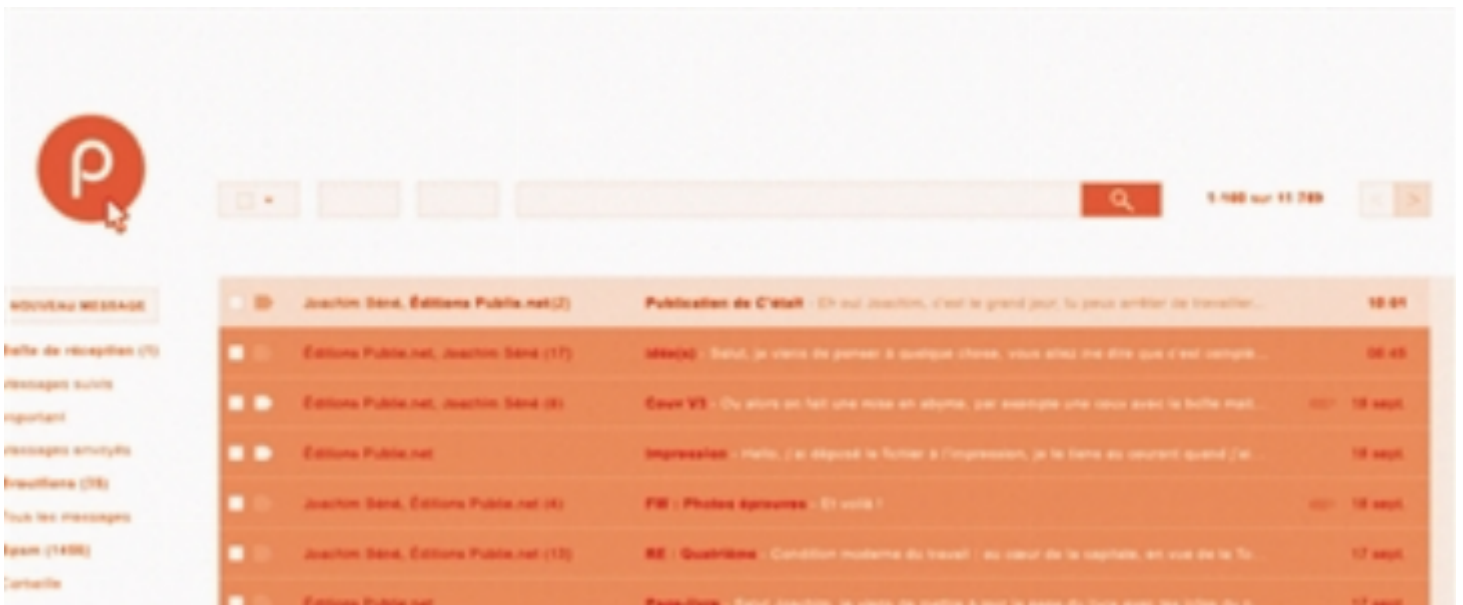 p
1-100 sur 11 789
NOUVEAU MESSAGE
Boîte de réception (1)
Messages suivis
Important
Messages envoyés
Brouillons
Tous les messages
Spam
Corbeille
Joachim Séné, Éditions Publie.net(2) Publication de C'était - Eh oui Joachim, c'est le grand jour, tu peux arrêter de travailler... 10:01
Éditions Publie.net, Joachim Séné (17) Idée(s) - Salut, je viens de penser à quelque chose, vous allez me dire que c'est complè...
Éditions Publie.net, Joachim Séné Couv V3 - Ou alors on fait une mise en abyme, par exemple une couv avec la boîte mail... 18 sept.
Éditions Publie.net Impression - Hello, j'ai déposé le fichier à l'impression, je te tiens au courant quand j'ai... 18 sept.
Joachim Séné, Éditions Publie.net (4) FW : Photos épreuves - Et voilà ! 18 sept.
Joachim Séné, Éditions Publie.net (13) RE : Quatrième - Condition moderne du travail : au cœur de la capitale, en vue de la To... 17 sept.
Éditions Publie.net